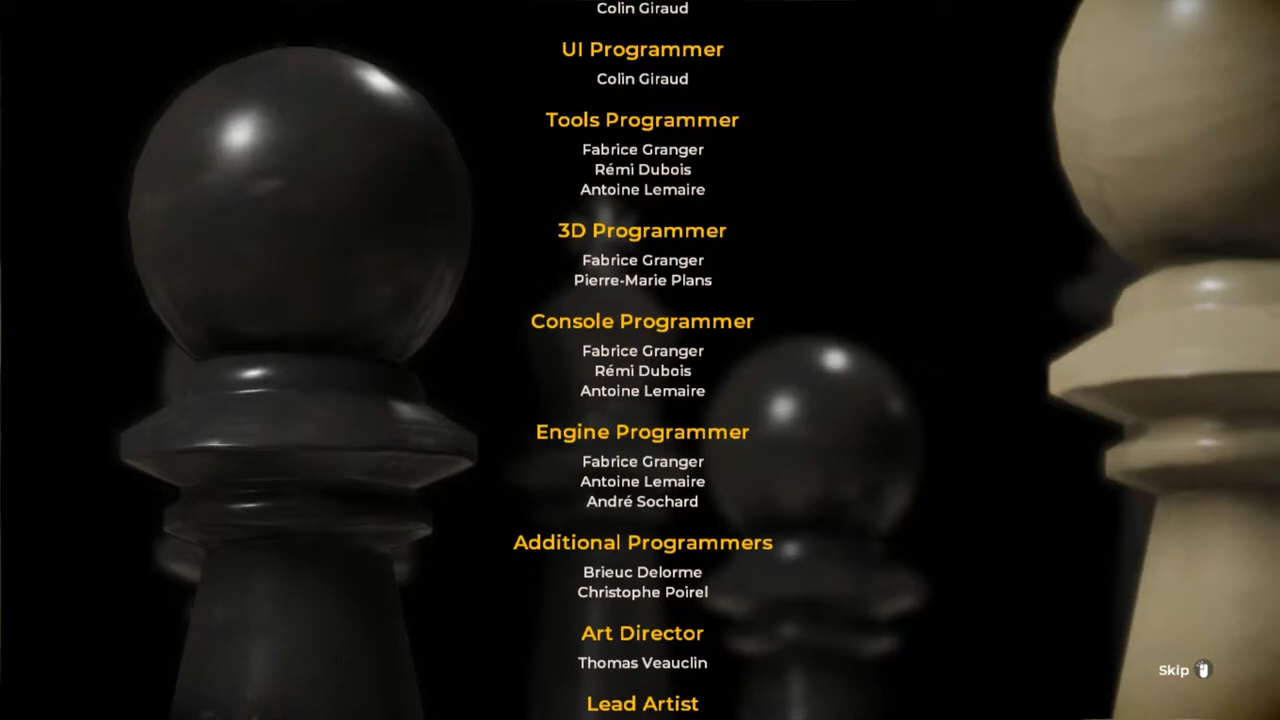 Colin Giraud
UI Programmer
Colin Giraud
Tools Programmer
Fabrice Granger
Rémi Dubois
Antoine Lemaire
3D Programmer
Fabrice Granger
Pierre-Marie Plans
Console Programmer
Fabrice Granger
Rémi Dubois
Antoine Lemaire
Engine Programmer
Fabrice Granger
Antoine Lemaire
André Sochard
Additional Programmers
Brieuc Delorme
Christophe Poirel
Art Director
Thomas Veauclin
Skip
Lead Artist